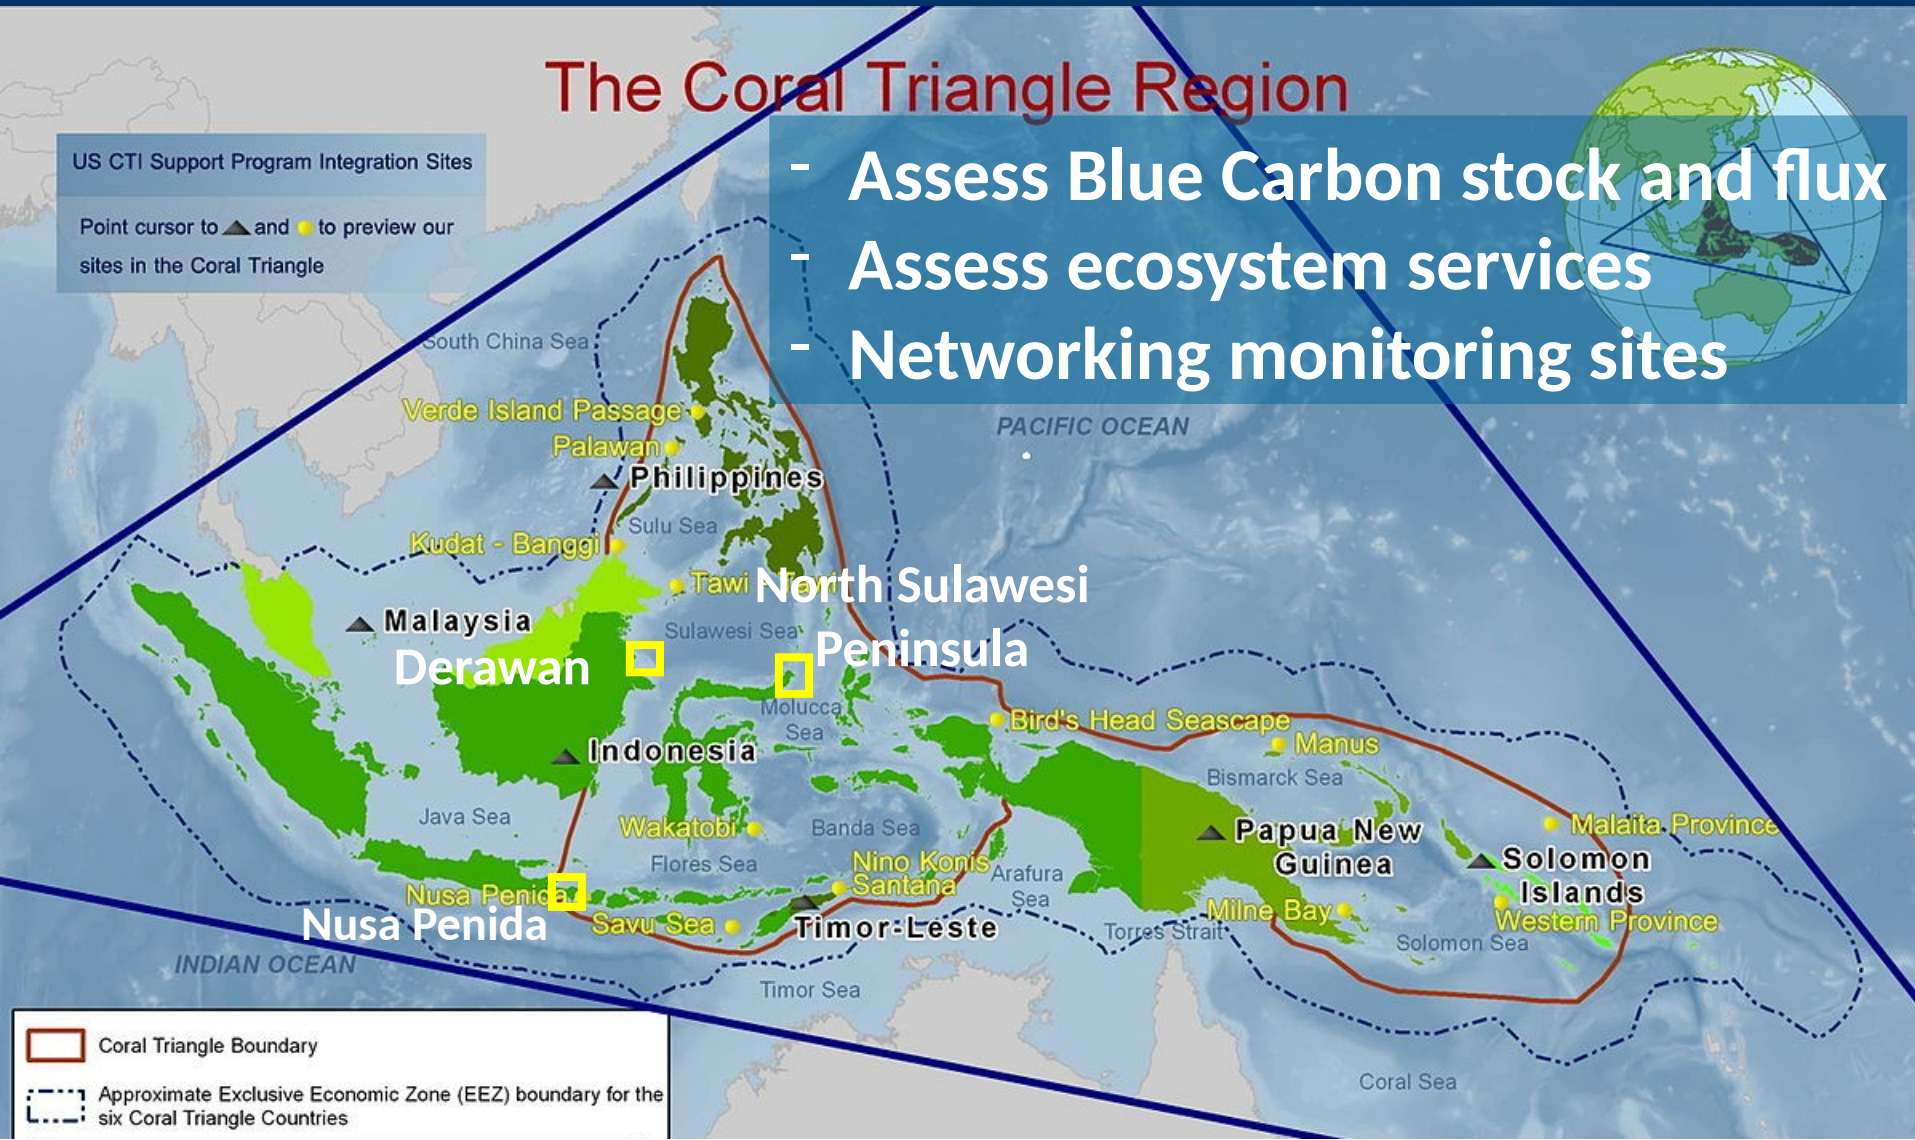 The Coral Triangle Region
US CTI Support Program Integration Sites
Point cursor to and to preview our
sites in the Coral Triangle
- Assess Blue Carbon stock and flux
- Assess ecosystem services
- Networking monitoring sites
South China Sea
Verde Island Passage
PACIFIC OCEAN
Palawan
Philippines
Sulu Sea
Kudat - Banggi
Tawi - Tawi
North Sulawesi
Peninsula
Malaysia
Sulawesi Sea
Derawan
Molucca
Sea
Bird's Head Seascape
Manus
Indonesia
Bismarck Sea
Java Sea
Wakatobi
Banda Sea
Papua New
Guinea
Malaita Province
Flores Sea
Nino Konis
Santana
Arafura
Sea
Solomon
Islands
Nusa Penida
Nusa Penida
Savu Sea
Timor-Leste
Milne Bay
Western Province
Torres Strait
Solomon Sea
INDIAN OCEAN
Timor Sea
Coral Sea
Coral Triangle Boundary
Approximate Exclusive Economic Zone (EEZ) boundary for the
six Coral Triangle Countries